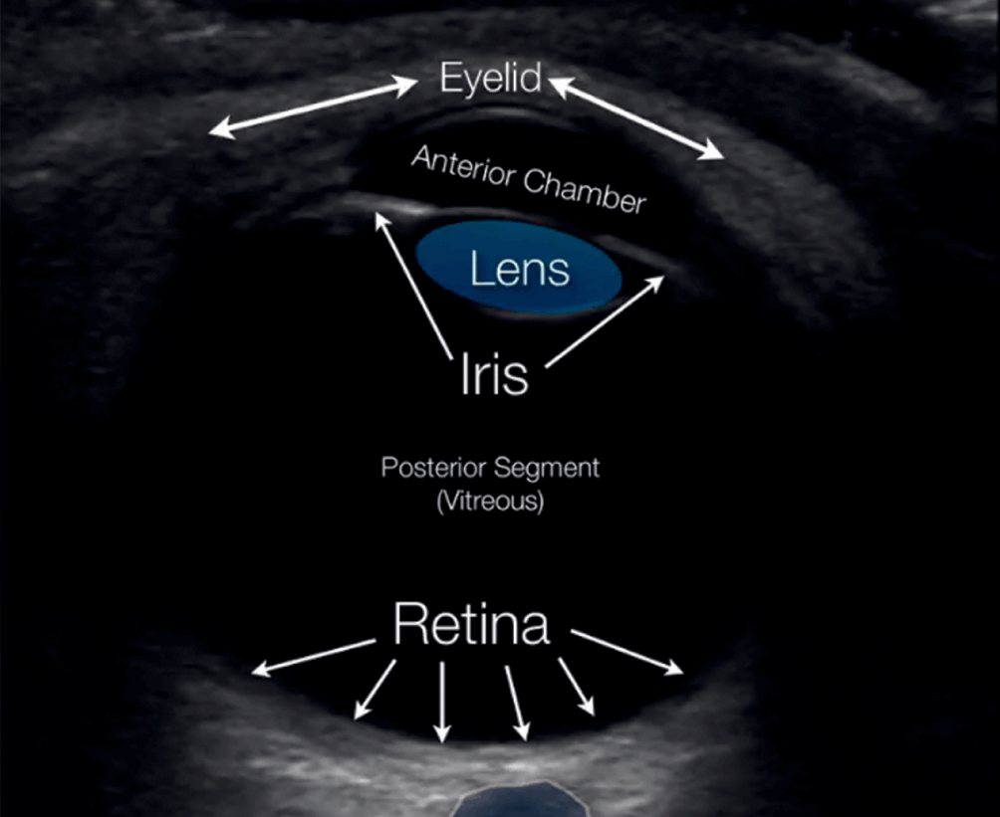 Eyelid
Anterior Chamber
Lens
Iris
Posterior Segment
(Vitreous)
Retina